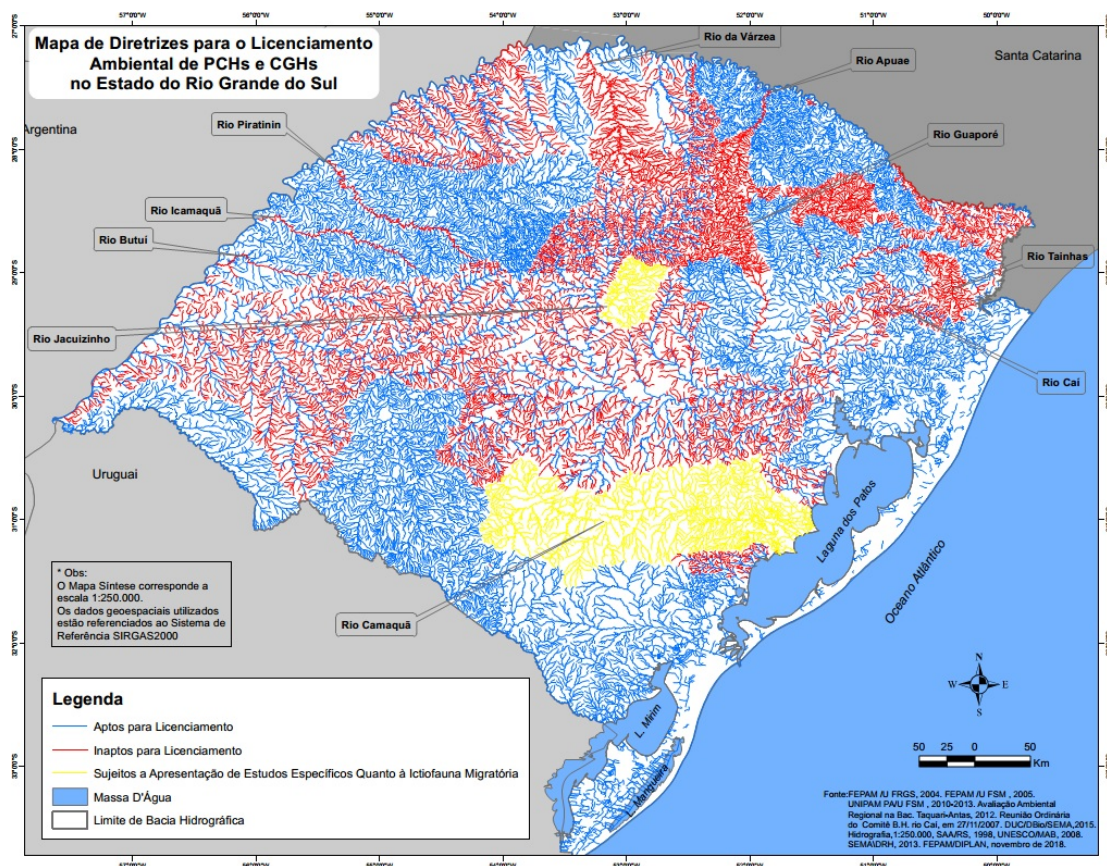 Mapa de Diretrizes para o Licenciamento
Ambiental de PCHs e CGHs
no Estado do Rio Grande do Sul
57°0'0"S
56°0'0"S
55°0'0"S
54°0'0"S
53°0'0"S
52°0'0"S
51°0'0"S
50°0'0"S
Rio da Várzea
Santa Catarina
Rio Apuae
Argentina
Rio Piratinin
Rio Guaporé
Rio Icamaquã
Rio Butui
Rio Tainhas
Rio Jacuizinho
Rio Caí
Uruguai
Laguna dos Patos
Oceano Atlântico
Rio Camaquã
* Obs:
O Mapa Síntese corresponde a
escala 1:250.000.
Os dados geoespaciais utilizados
estão referenciados ao Sistema de
Referência SIRGAS2000
L. Mirim
L. Mangueira
N
W
E
S
50 25 0 50
Km
Legenda
Aptos para Licenciamento
Inaptos para Licenciamento
Sujeitos a Apresentação de Estudos Específicos Quanto à Ictiofauna Migratória
Massa D'Água
Limite de Bacia Hidrográfica
Fonte:FEPAM /U FRGS, 2004. FEPAM /U FSM , 2005.
UNIPAM PA/U FSM , 2010-2013. Avaliação Ambiental
Regional na Bac. Taquari-Antas, 2012. Reunião Ordinária
do Comitê B.H. rio Caí, em 27/11/2007. DUC/DBio/SEMA,2015.
Hidrografia,1:250.000, SAA/RS, 1998, UNESCO/MAB, 2008.
SEMA\DRH, 2013. FEPAM/DIPLAN, novembro de 2018.